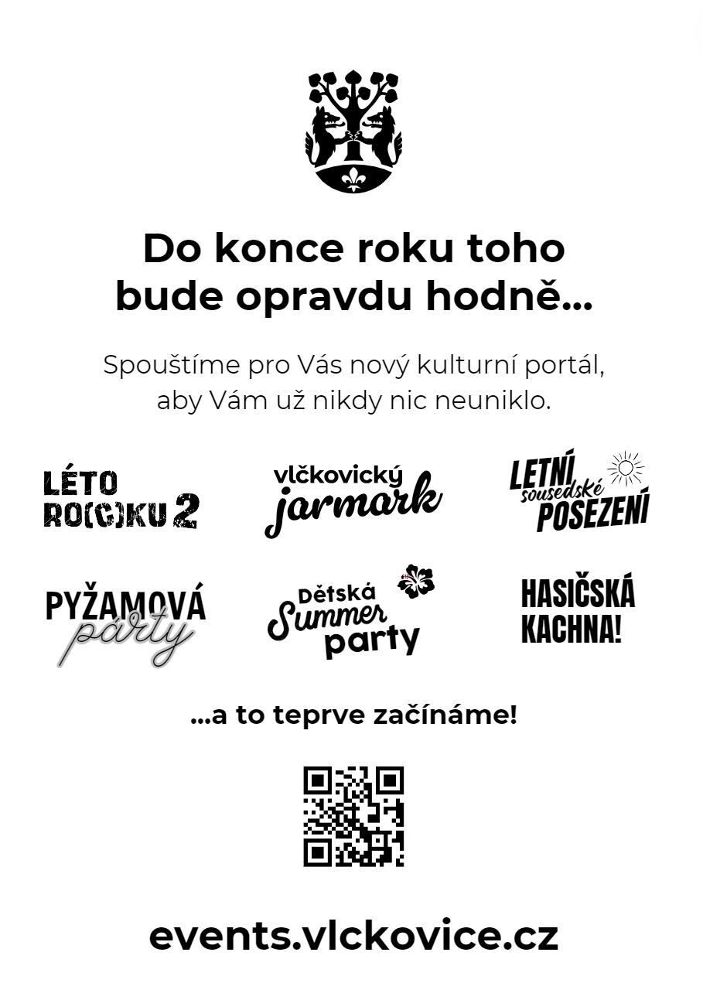 Do konce roku toho
bude opravdu hodně...
Spouštíme pro Vás nový kulturní portál,
aby Vám už nikdy nic neuniklo.
LÉTO
RO(C)KU 2
vlčkovický
jarmark
LETNÍ
sousedské
POSEZENÍ
PYŽAMOVÁ
párty
Dětská
Summer
party
HASIČSKÁ
KACHNA!
...a to teprve začínáme!
events.vlckovice.cz